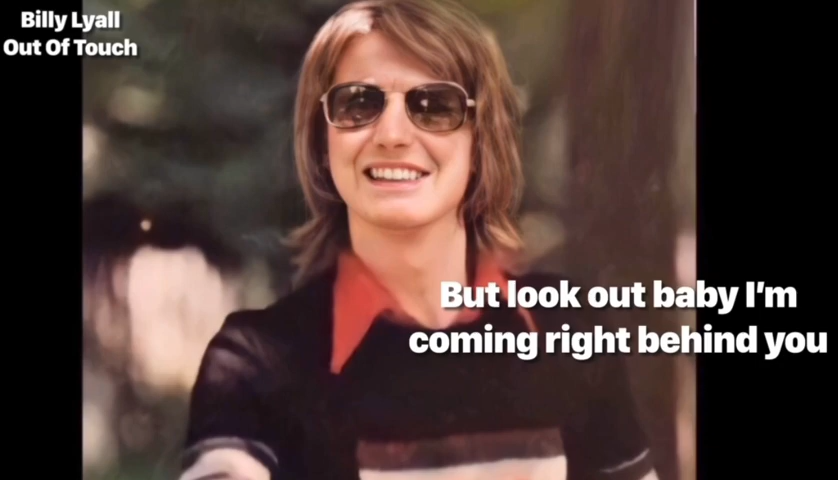 Billy Lyall
Out Of Touch
But look out baby I'm
coming right behind you